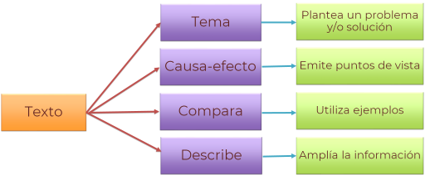 Texto
Tema
Plantea un problema
y/o solución
Causa-efecto
Emite puntos de vista
Compara
Utiliza ejemplos
Describe
Amplía la información